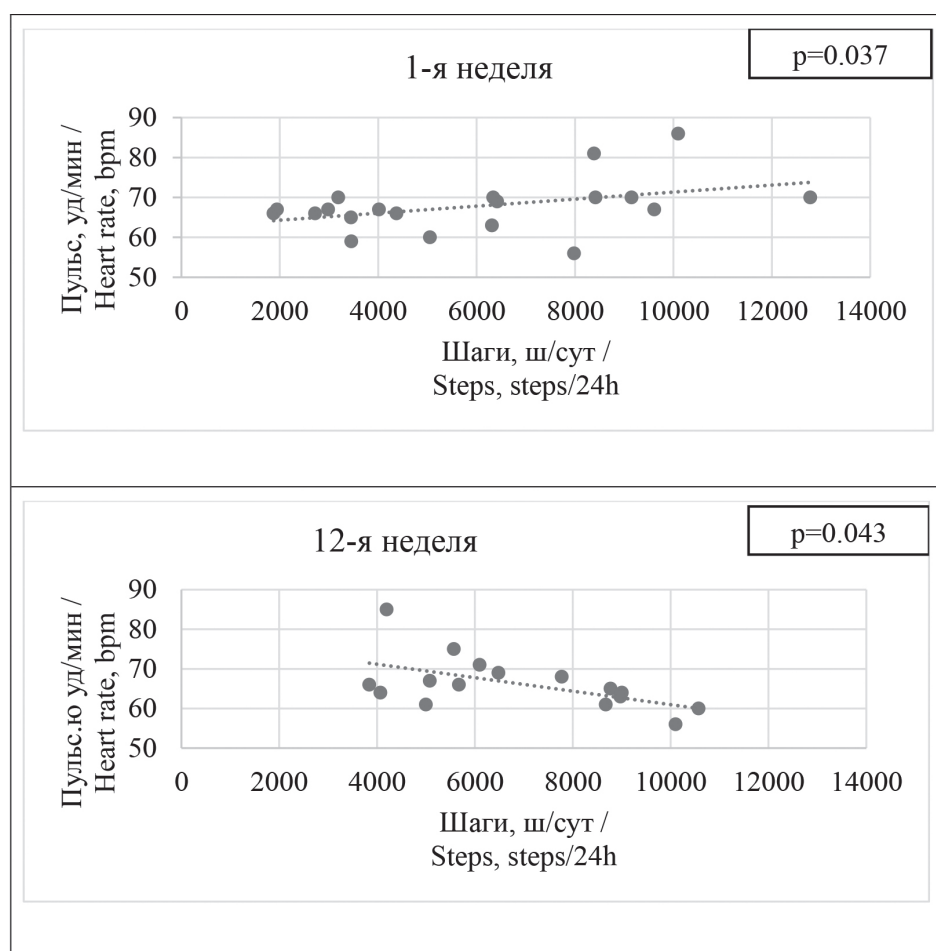 1-я неделя
p=0.037
Пульс, уд/мин /
Heart rate, bpm
90
80
70
60
50
0 2000 4000 6000 8000 10000 12000 14000
Шаги, ш/сут /
Steps, steps/24h
12-я неделя
p=0.043
Пульс.ю уд/мин /
Heart rate, bpm
90
80
70
60
50
0 2000 4000 6000 8000 10000 12000 14000
Шаги, ш/сут /
Steps, steps/24h